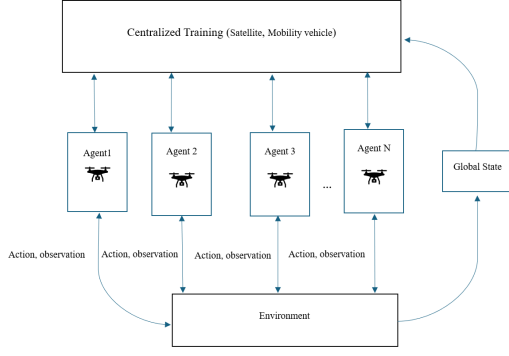 Centralized Training (Satellite, Mobility vehicle)
Agent1
Agent 2
Agent 3
Agent N
...
Global State
Action, observation
Action, observation
Action, observation
Action, observation
Environment